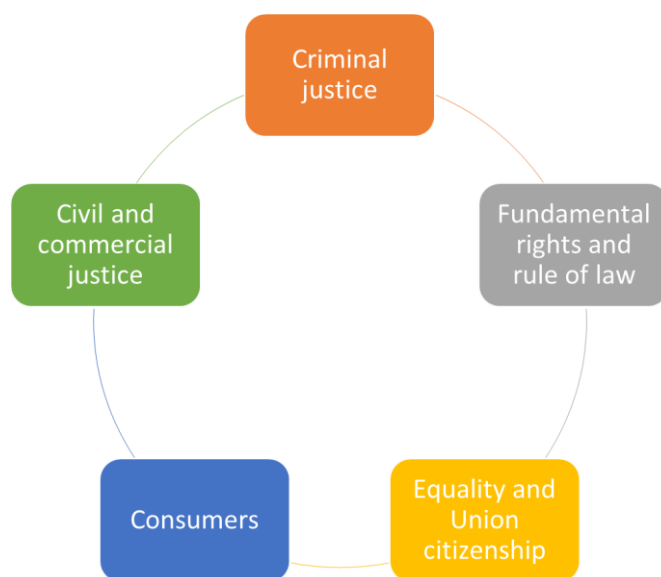 Criminal
justice
Fundamental
rights and
rule of law
Equality and
Union
citizenship
Consumers
Civil and
commercial
justice